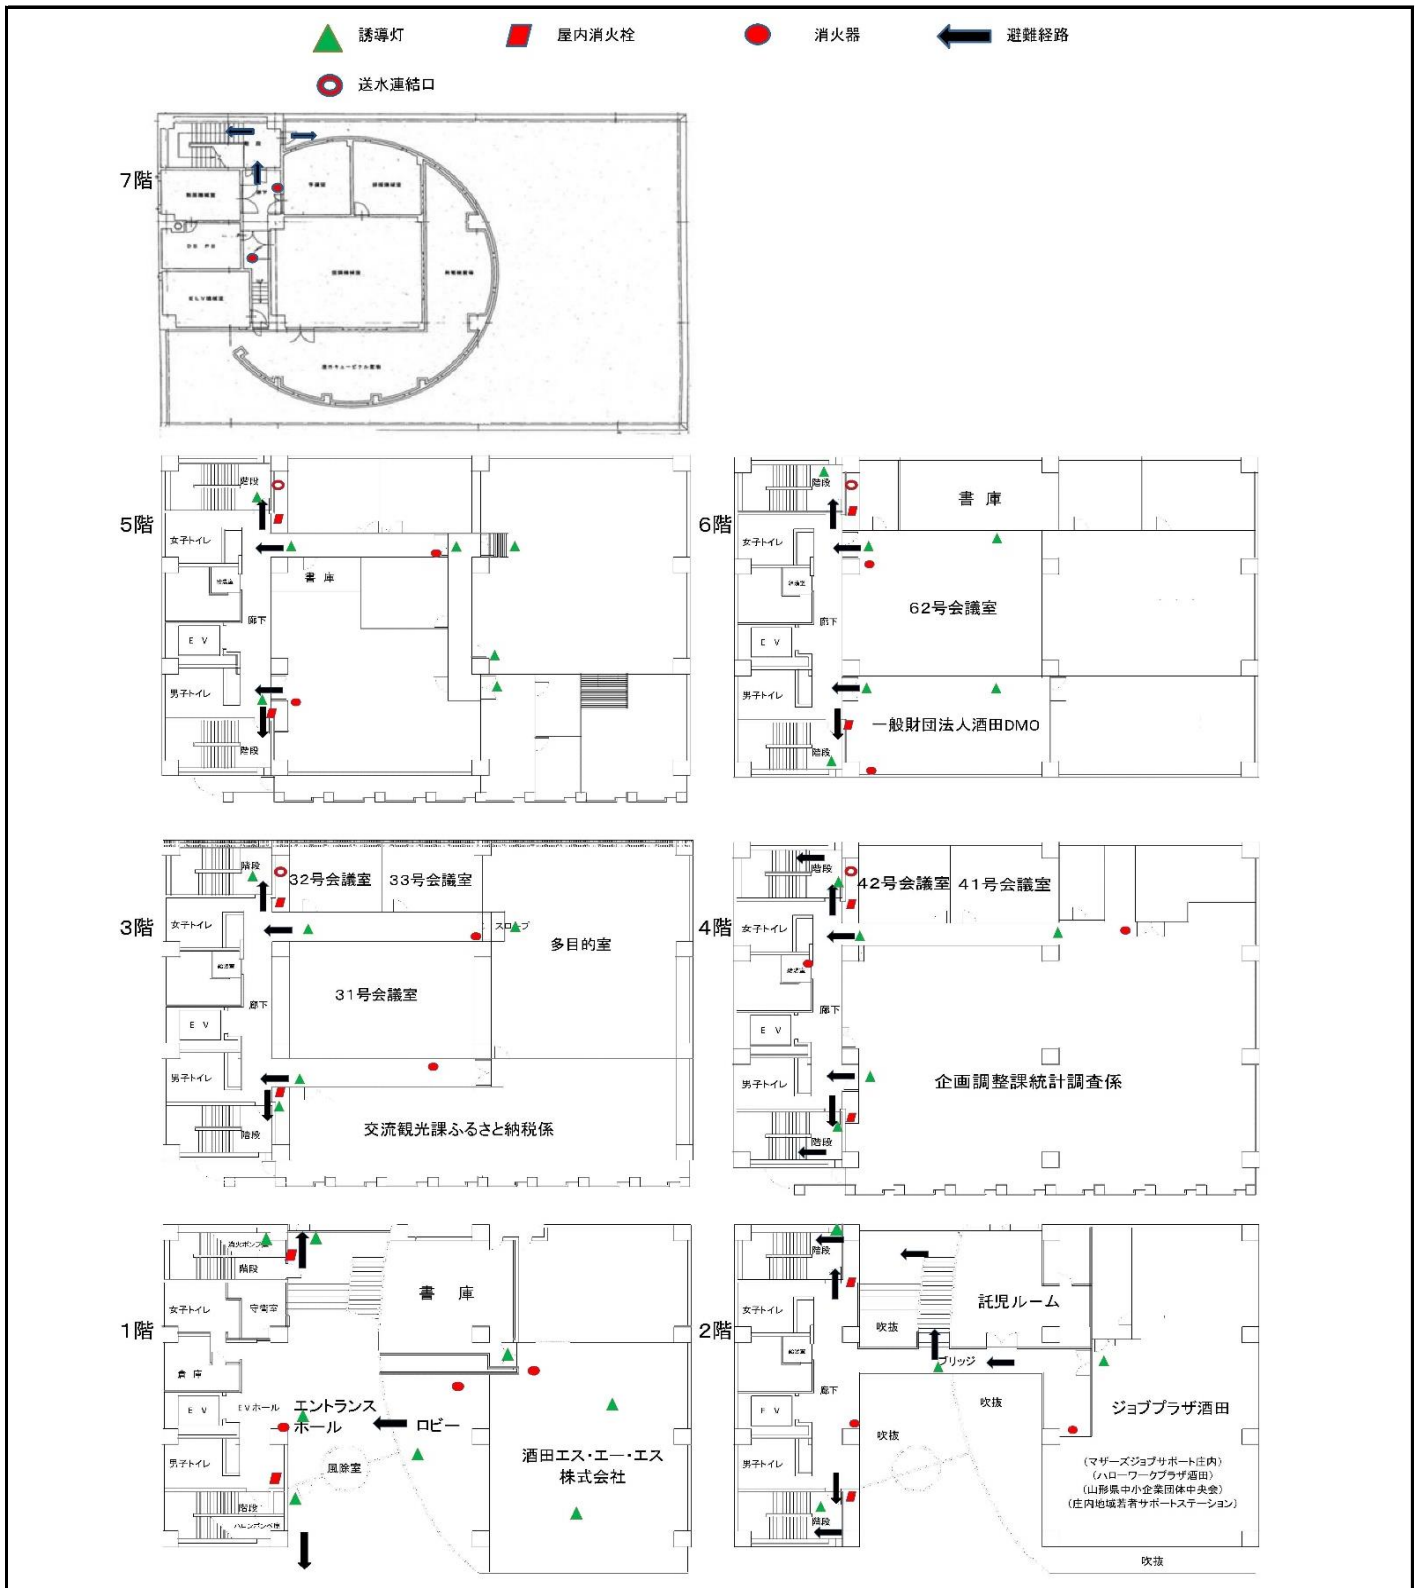 誘導灯
屋内消火栓
消火器
避難経路
送水連結口
7階
ELV機械室
5階
階段
女子トイレ
書 庫
廊下
E V
男子トイレ
階段
6階
階段
書 庫
女子トイレ
62号会議室
廊下
E V
男子トイレ
一般財団法人酒田DMO
階段
3階
階段
32号会議室
33号会議室
女子トイレ
スロープ
多目的室
給湯室
31号会議室
廊下
E V
男子トイレ
交流観光課ふるさと納税係
階段
4階
階段
42号会議室
41号会議室
女子トイレ
給湯室
廊下
E V
男子トイレ
企画調整課統計調査係
階段
1階
階段
書 庫
女子トイレ
守衛室
倉 庫
E V
EVホール
エントランス
ホール
ロビー
男子トイレ
風除室
酒田エス・エー・エス
株式会社
階段
2階
階段
託児ルーム
女子トイレ
吹抜
ブリッジ
給湯室
廊下
吹抜
ジョブプラザ酒田
E V
吹抜
男子トイレ
(マザーズジョブサポート庄内)
(ハローワークプラザ酒田)
(山形県中小企業団体中央会)
(庄内地域若者サポートステーション)
階段
吹抜